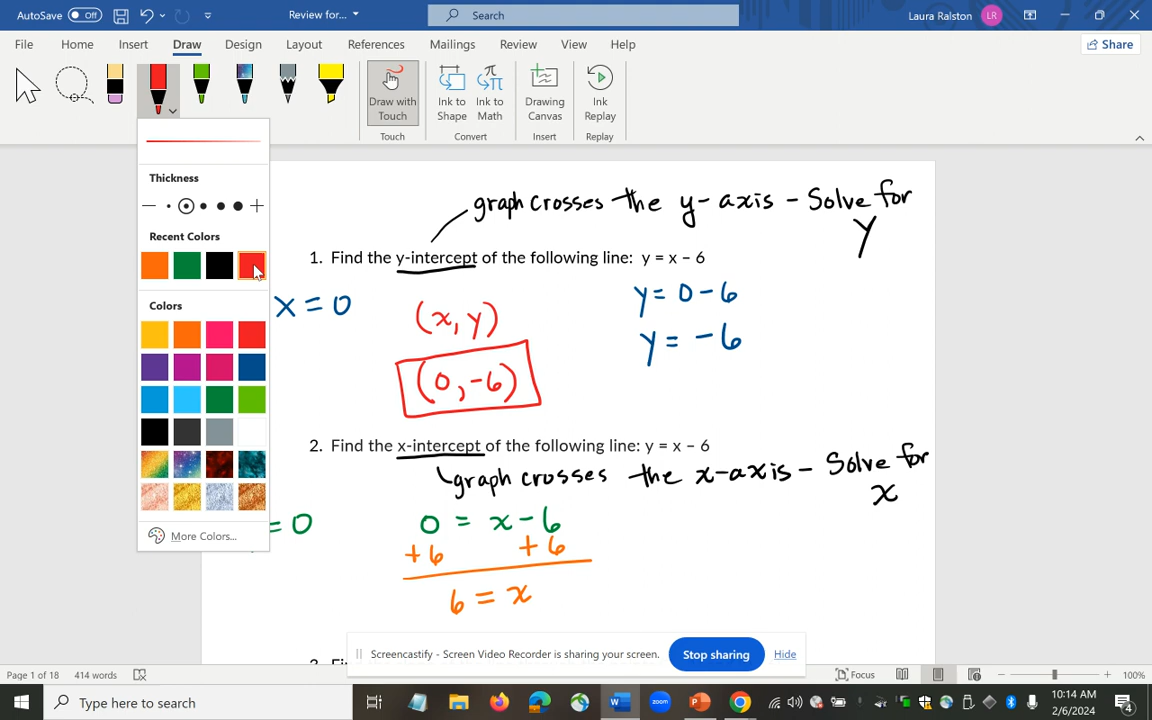 AutoSave Off Review for... Search Laura Ralston LR
File Home Insert Draw Design Layout References Mailings Review View Help Share
Draw with Touch Ink to Shape Ink to Math Drawing Canvas Ink Replay
Touch Convert Insert Replay
Thickness
Recent Colors
Colors
More Colors...
graph crosses the y-axis - Solve for
y
1. Find the y-intercept of the following line: y = x – 6
x = 0
(x, y)
y = 0 - 6
y = -6
(0, -6)
2. Find the x-intercept of the following line: y = x – 6
graph crosses the x-axis - Solve for
x
= 0
0 = x - 6
+6 +6
6 = x
Screencastify - Screen Video Recorder is sharing your screen. Stop sharing Hide
Page 1 of 18 414 words Focus 100%
Type here to search 10:14 AM
2/6/2024
4